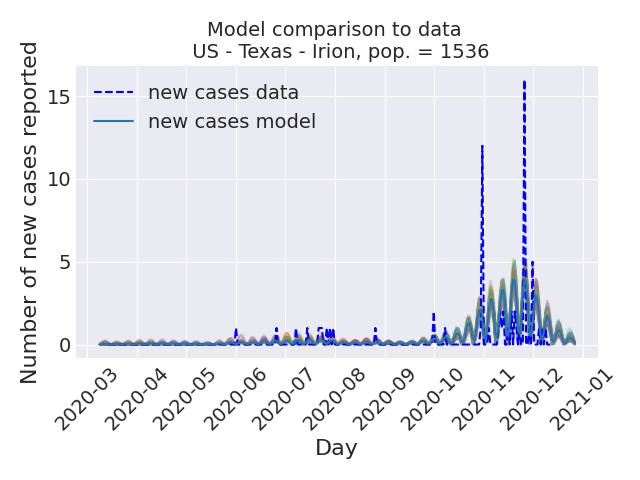 Model comparison to data
US - Texas - Irion, pop. = 1536
Number of new cases reported
15
10
5
0
new cases data
new cases model
2020-03
2020-04
2020-05
2020-06
2020-07
2020-08
2020-09
2020-10
2020-11
2020-12
2021-01
Day